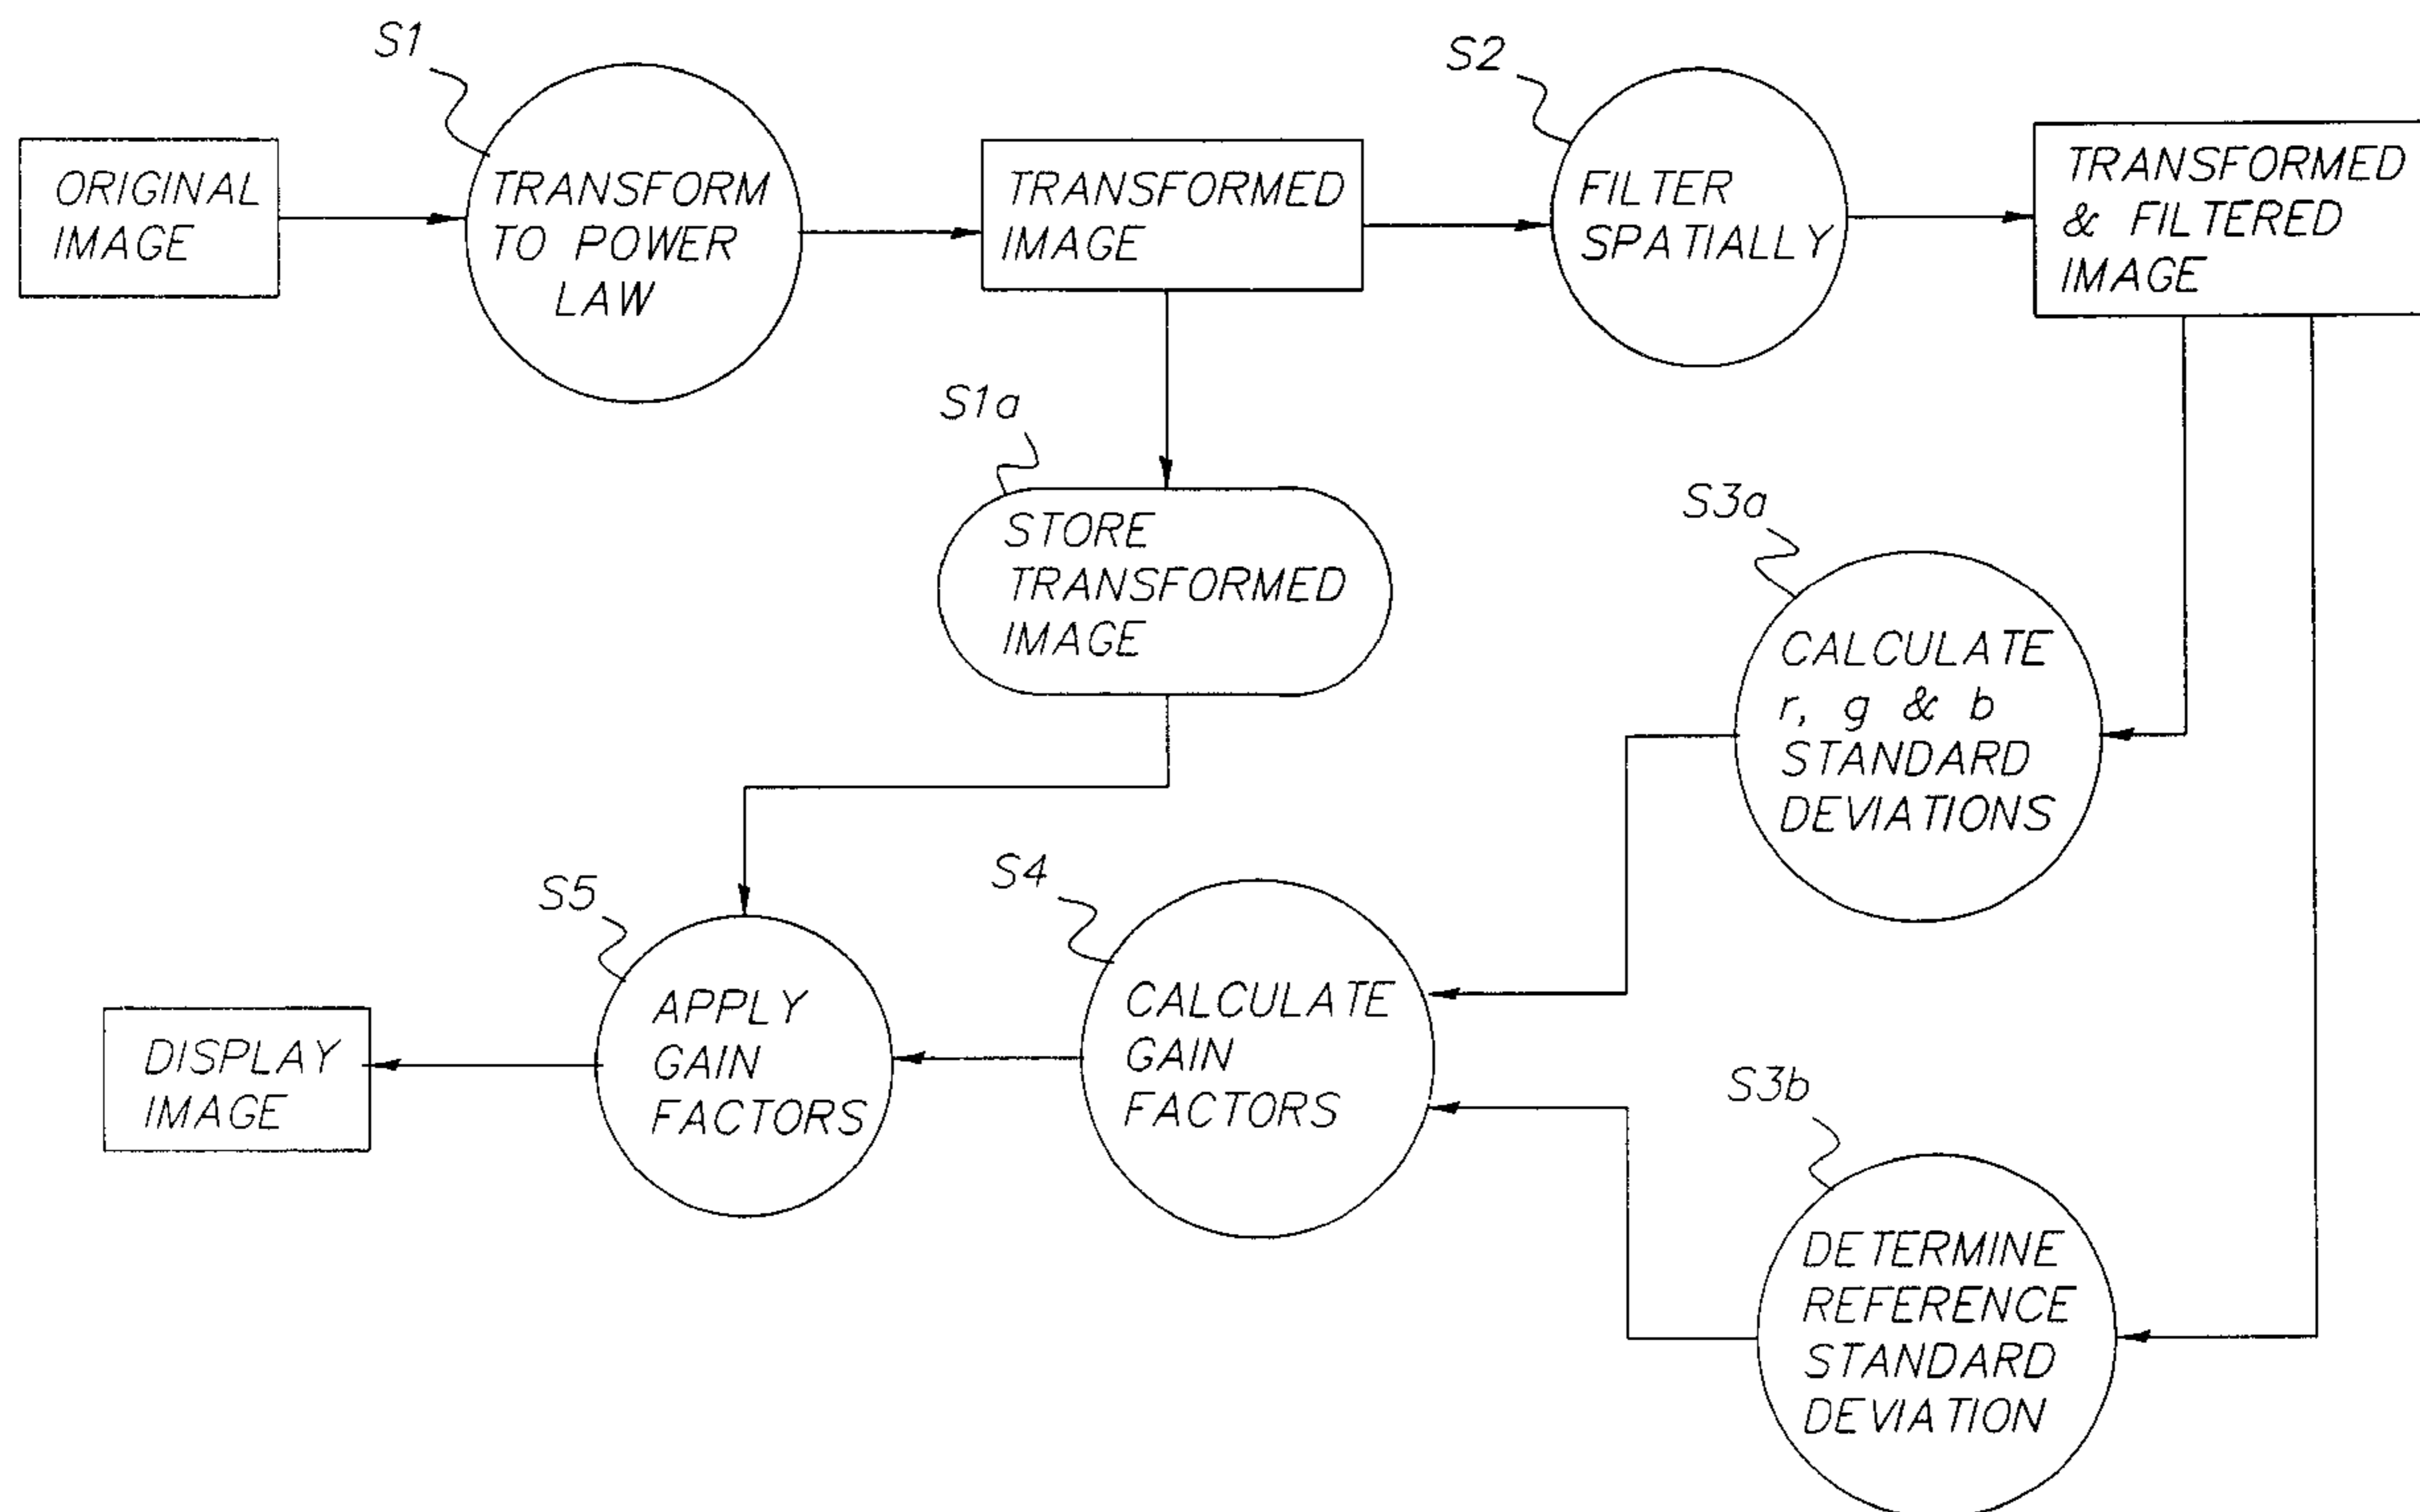 S1
S2
ORIGINAL
IMAGE
TRANSFORM
TO POWER
LAW
TRANSFORMED
IMAGE
FILTER
SPATIALLY
TRANSFORMED
& FILTERED
IMAGE
S1a
STORE
TRANSFORMED
IMAGE
S3a
CALCULATE
r, g & b
STANDARD
DEVIATIONS
S5
APPLY
GAIN
FACTORS
S4
CALCULATE
GAIN
FACTORS
DISPLAY
IMAGE
S3b
DETERMINE
REFERENCE
STANDARD
DEVIATION